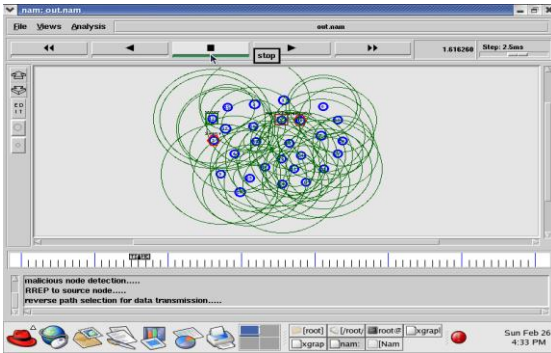 nam: out.nam
File Views Analysis out.nam
stop
1.616260 Step: 2.5ms
ED
IT
malicious node detection.....
RREP to source node.....
reverse path selection for data transmission.....
[root] [/root/ root@ xgrapl
xgrap nam: [Nam
Sun Feb 26
4:33 PM